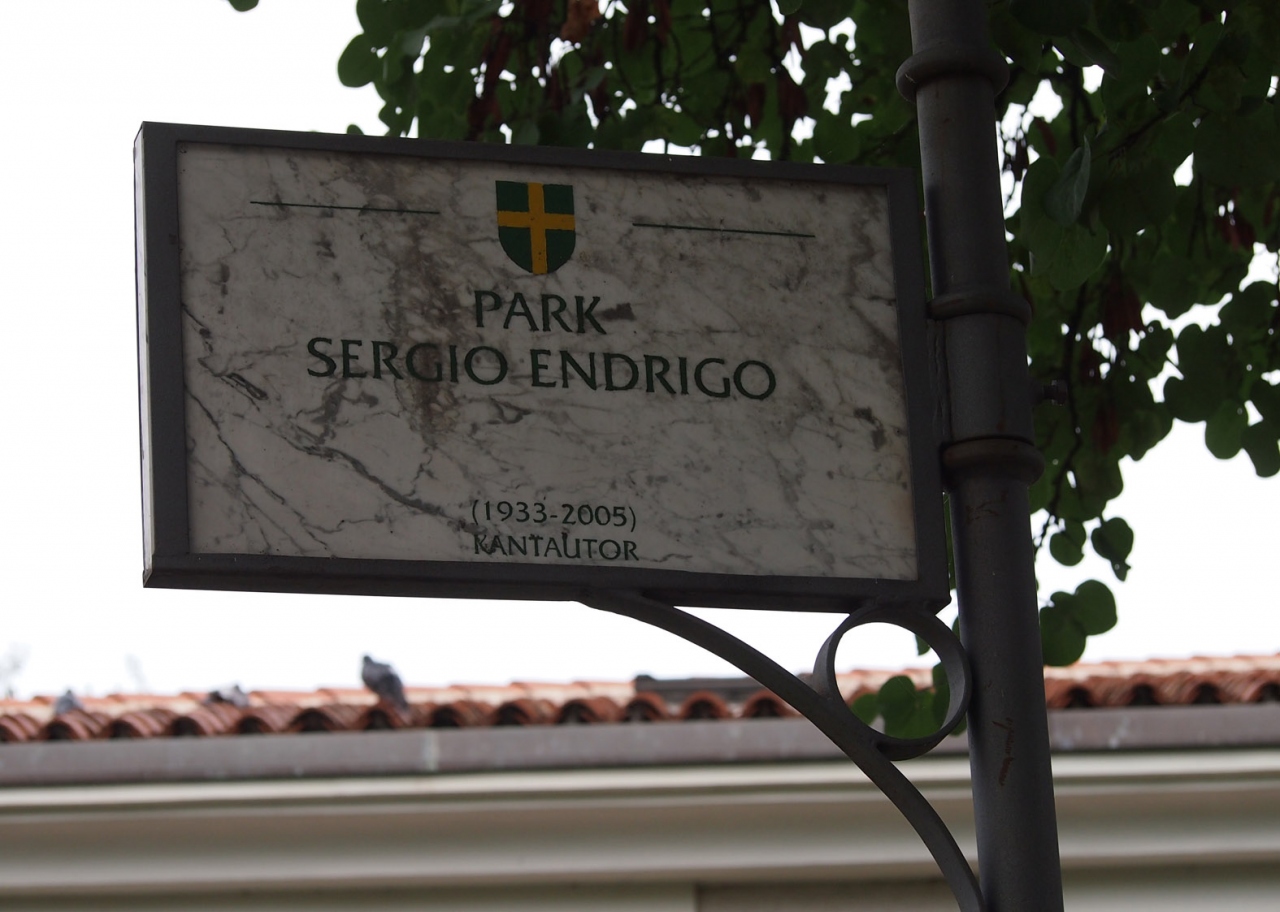 PARK
SERGIO ENDRIGO
(1933-2005)
KANTAUTOR